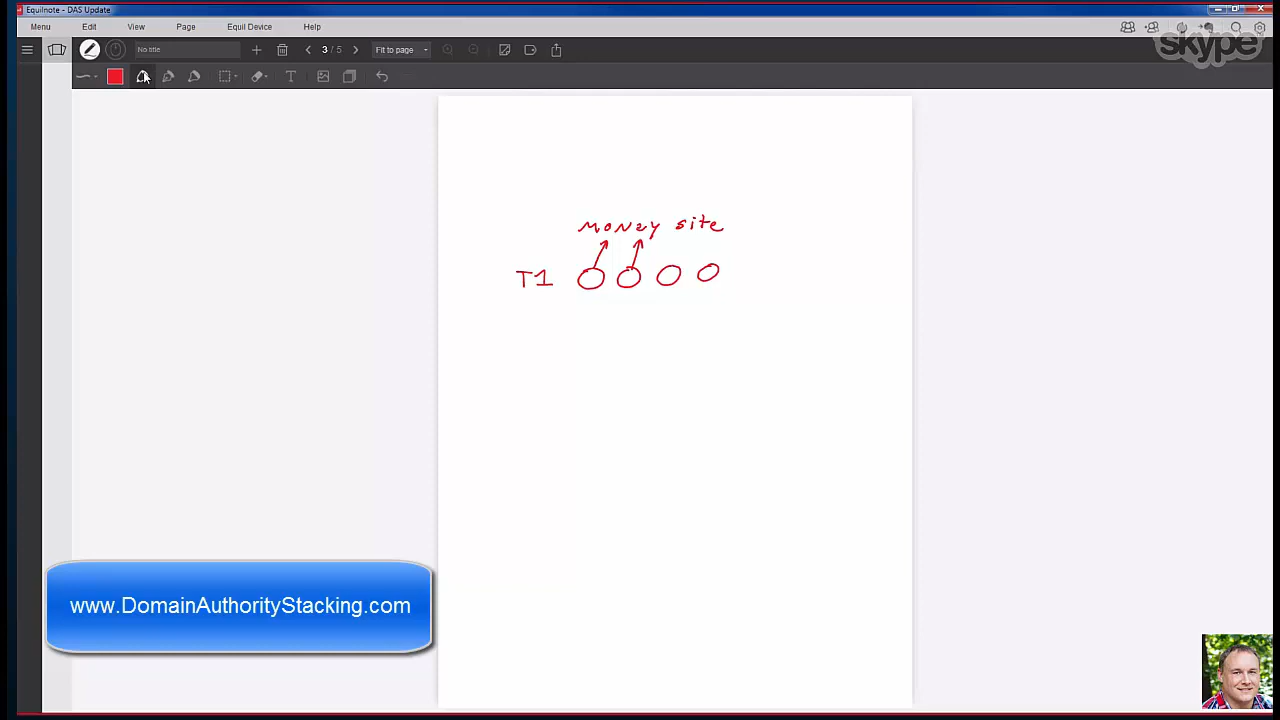 Equilnote - DAS Update
Menu Edit View Page Equil Device Help
No title 3 / 5 Fit to page
skype
T
money site
T1
www.DomainAuthorityStacking.com